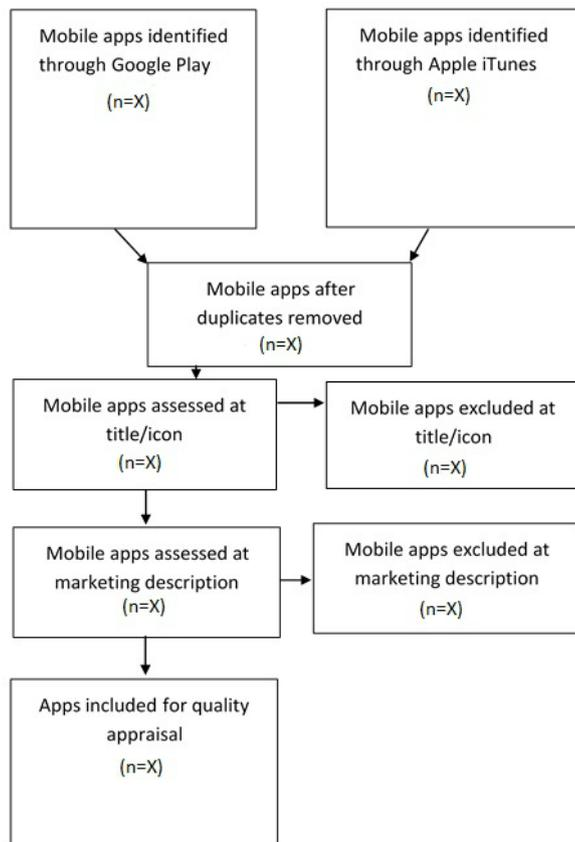 Mobile apps identified
through Google Play
(n=X)
Mobile apps identified
through Apple iTunes
(n=X)
Mobile apps after
duplicates removed
(n=X)
Mobile apps assessed at
title/icon
(n=X)
Mobile apps excluded at
title/icon
(n=X)
Mobile apps assessed at
marketing description
(n=X)
Mobile apps excluded at
marketing description
(n=X)
Apps included for quality
appraisal
(n=X)